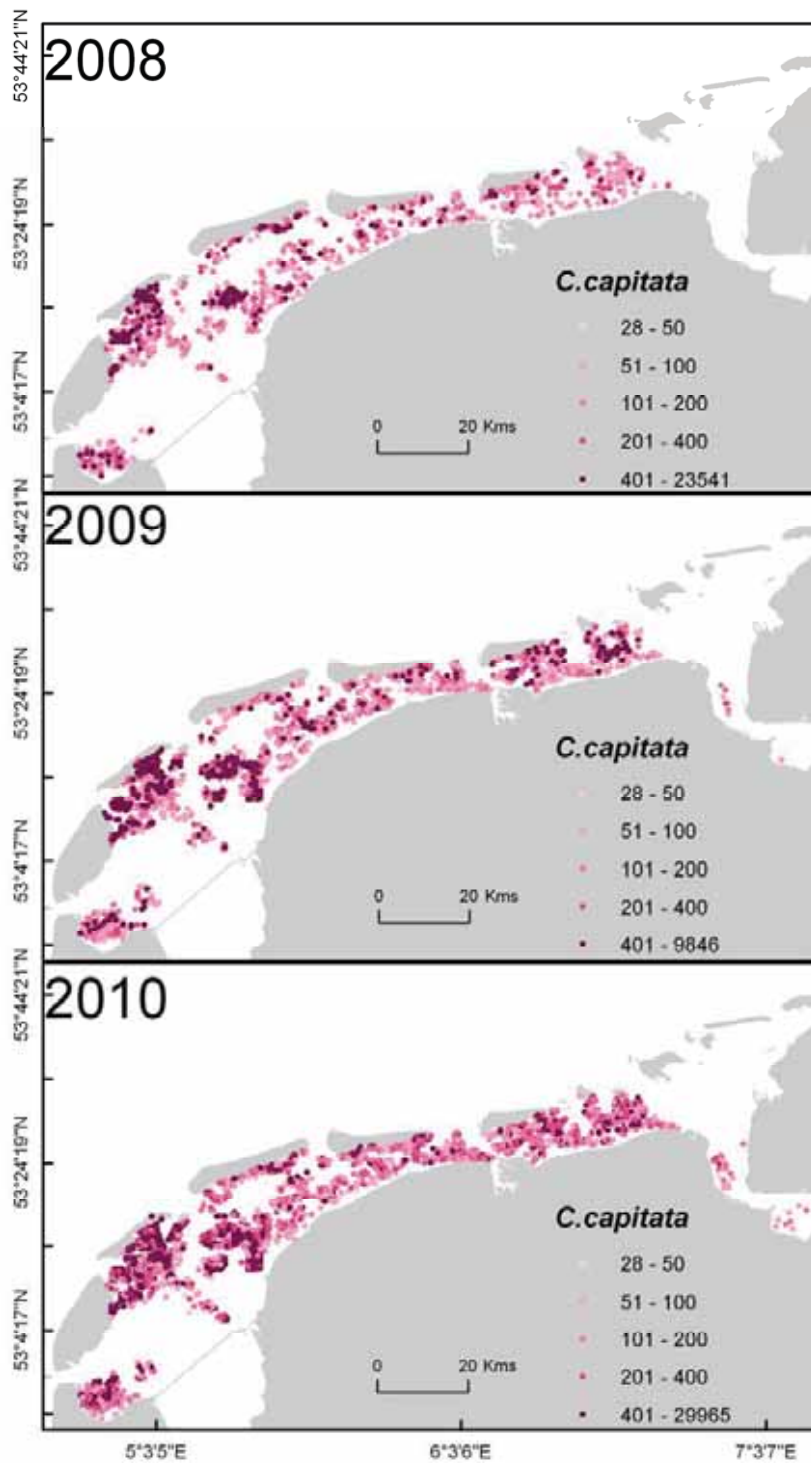 2008
53°44'21"N
53°24'19"N
53°4'17"N
C.capitata
28 - 50
51 - 100
101 - 200
201 - 400
401 - 23541
0 20 Kms
2009
53°44'21"N
53°24'19"N
53°4'17"N
C.capitata
28 - 50
51 - 100
101 - 200
201 - 400
401 - 9846
0 20 Kms
2010
53°44'21"N
53°24'19"N
53°4'17"N
C.capitata
28 - 50
51 - 100
101 - 200
201 - 400
401 - 29965
0 20 Kms
5°3'5"E 6°3'6"E 7°3'7"E